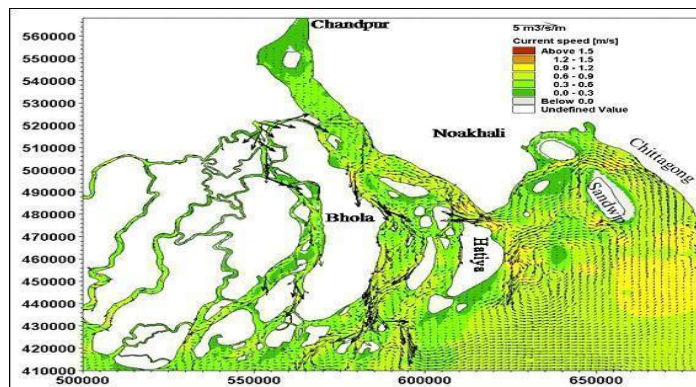 Chandpur
5 m3/s/m
Current speed [m/s]
Above 1.5
1.2 - 1.5
0.9 - 1.2
0.6 - 0.9
0.3 - 0.6
0.0 - 0.3
Below 0.0
Undefined Value
Noakhali
Chittagong
Sandwip
Bhola
Hatiya
560000
550000
540000
530000
520000
510000
500000
490000
480000
470000
460000
450000
440000
430000
420000
410000
500000
550000
600000
650000